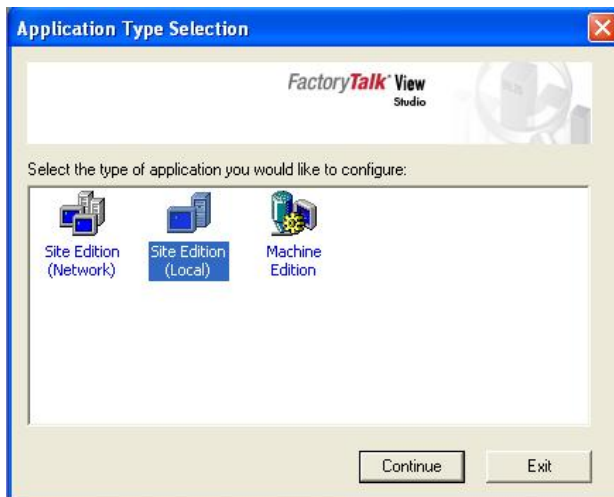 Application Type Selection
FactoryTalk View
Studio
Select the type of application you would like to configure:
Site Edition
(Network)
Site Edition
(Local)
Machine
Edition
Continue
Exit